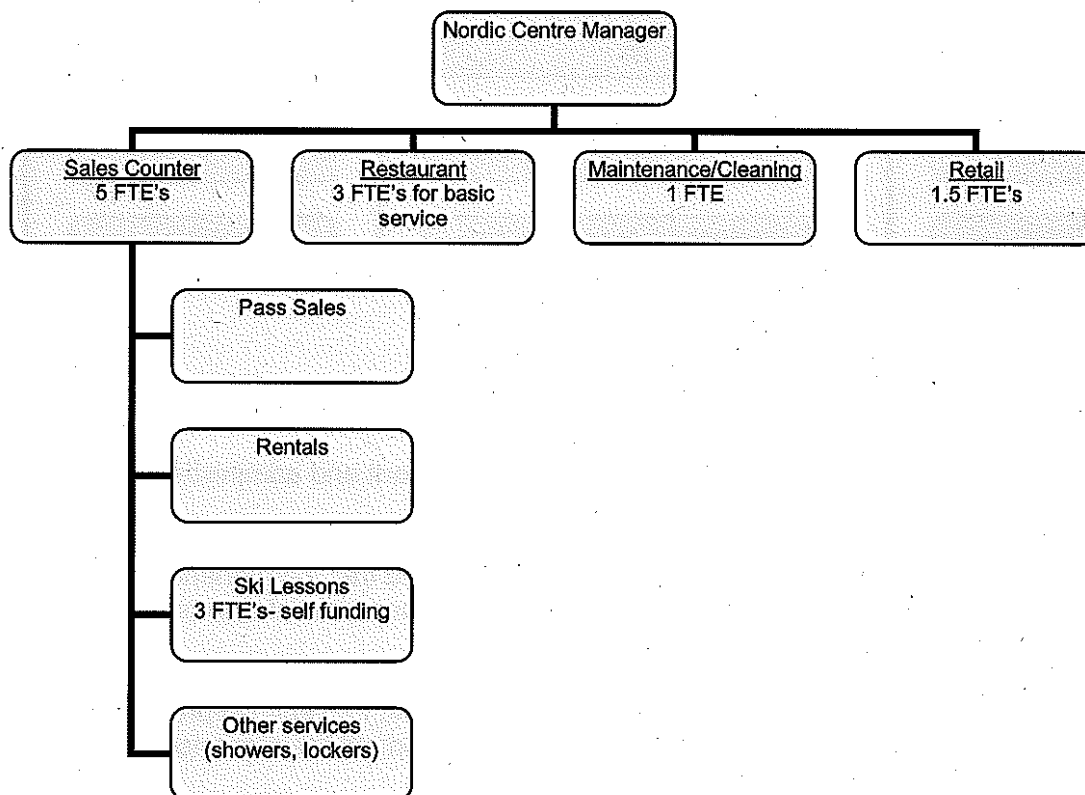 Nordic Centre Manager
Sales Counter
5 FTE's
Restaurant
3 FTE's for basic
service
Maintenance/Cleaning
1 FTE
Retail
1.5 FTE's
Pass Sales
Rentals
Ski Lessons
3 FTE's- self funding
Other services
(showers, lockers)